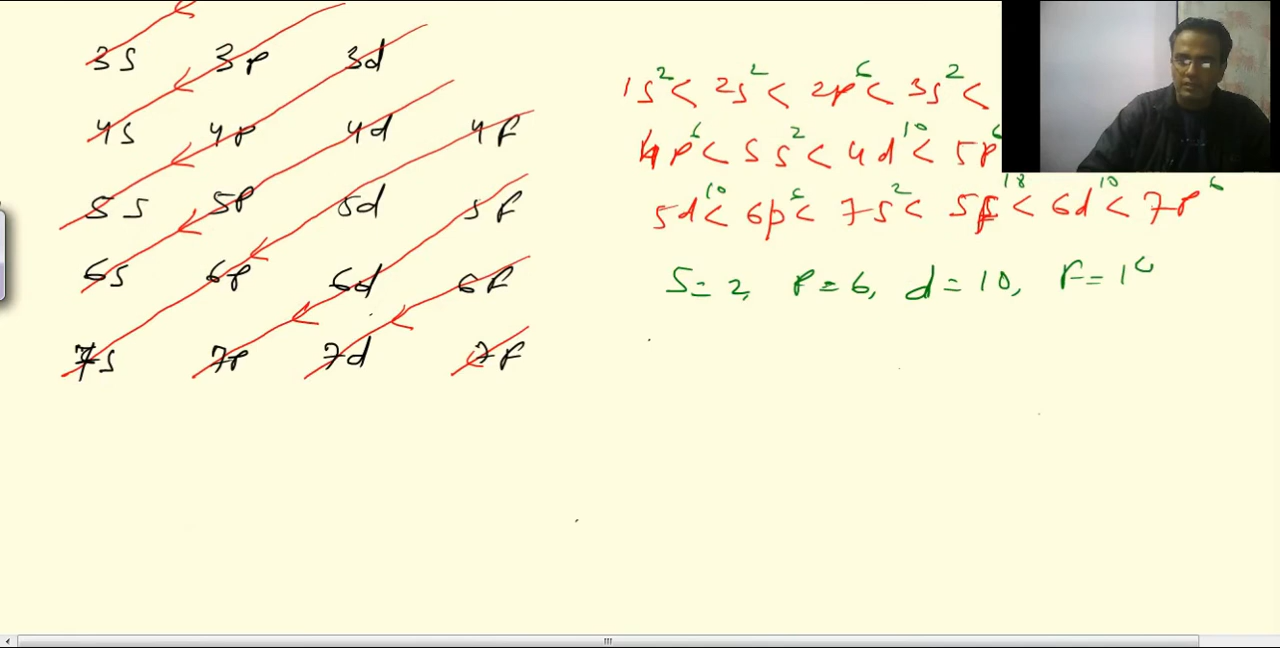 3s 3p 3d
4s 4p 4d 4f
5s 5p 5d 5f
6s 6p 6d 6f
7s 7p 7d 7f
1s² < 2s² < 2p⁶ < 3s² <
4p⁶ < 5s² < 4d¹⁰ < 5p⁶
5d¹⁰ < 6p⁶ < 7s² < 5f¹⁸ < 6d¹⁰ < 7p⁶
S = 2, P = 6, d = 10, F = 14